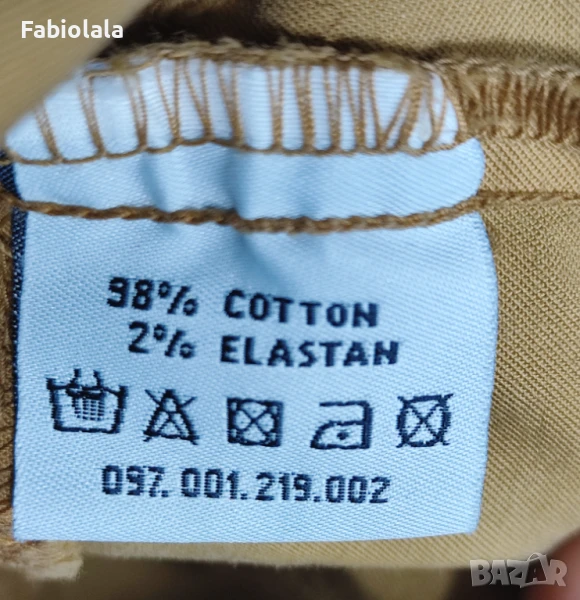 Fabiolala
98% COTTON
2% ELASTAN
097.001.219.002
BAZAR